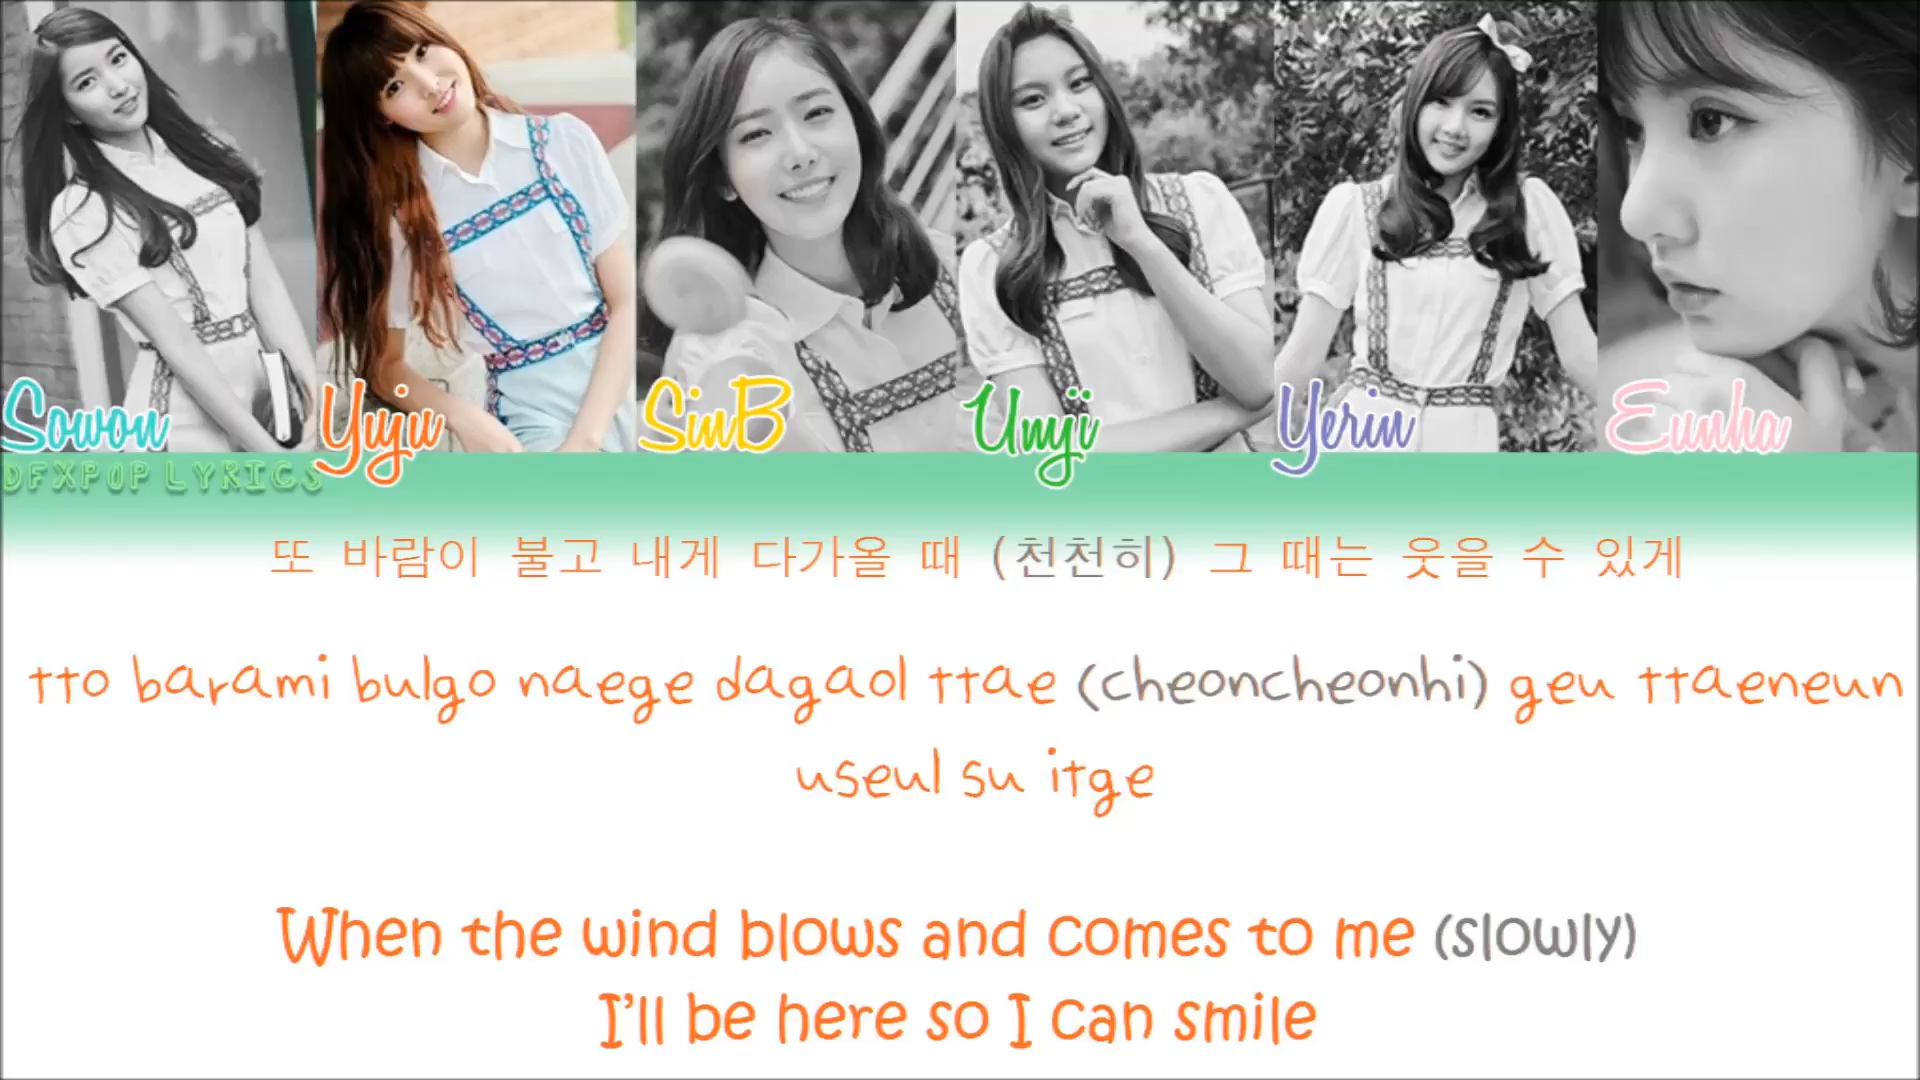 Sowon Yuju SinB Umji Yerin Eunha
DFXPOP LYRICS
또 바람이 불고 내게 다가올 때 (천천히) 그 때는 웃을 수 있게
tto barami bulgo naege dagaol ttae (cheoncheonhi) geu ttaeneun
useul su itge
When the wind blows and comes to me (slowly)
I'll be here so I can smile